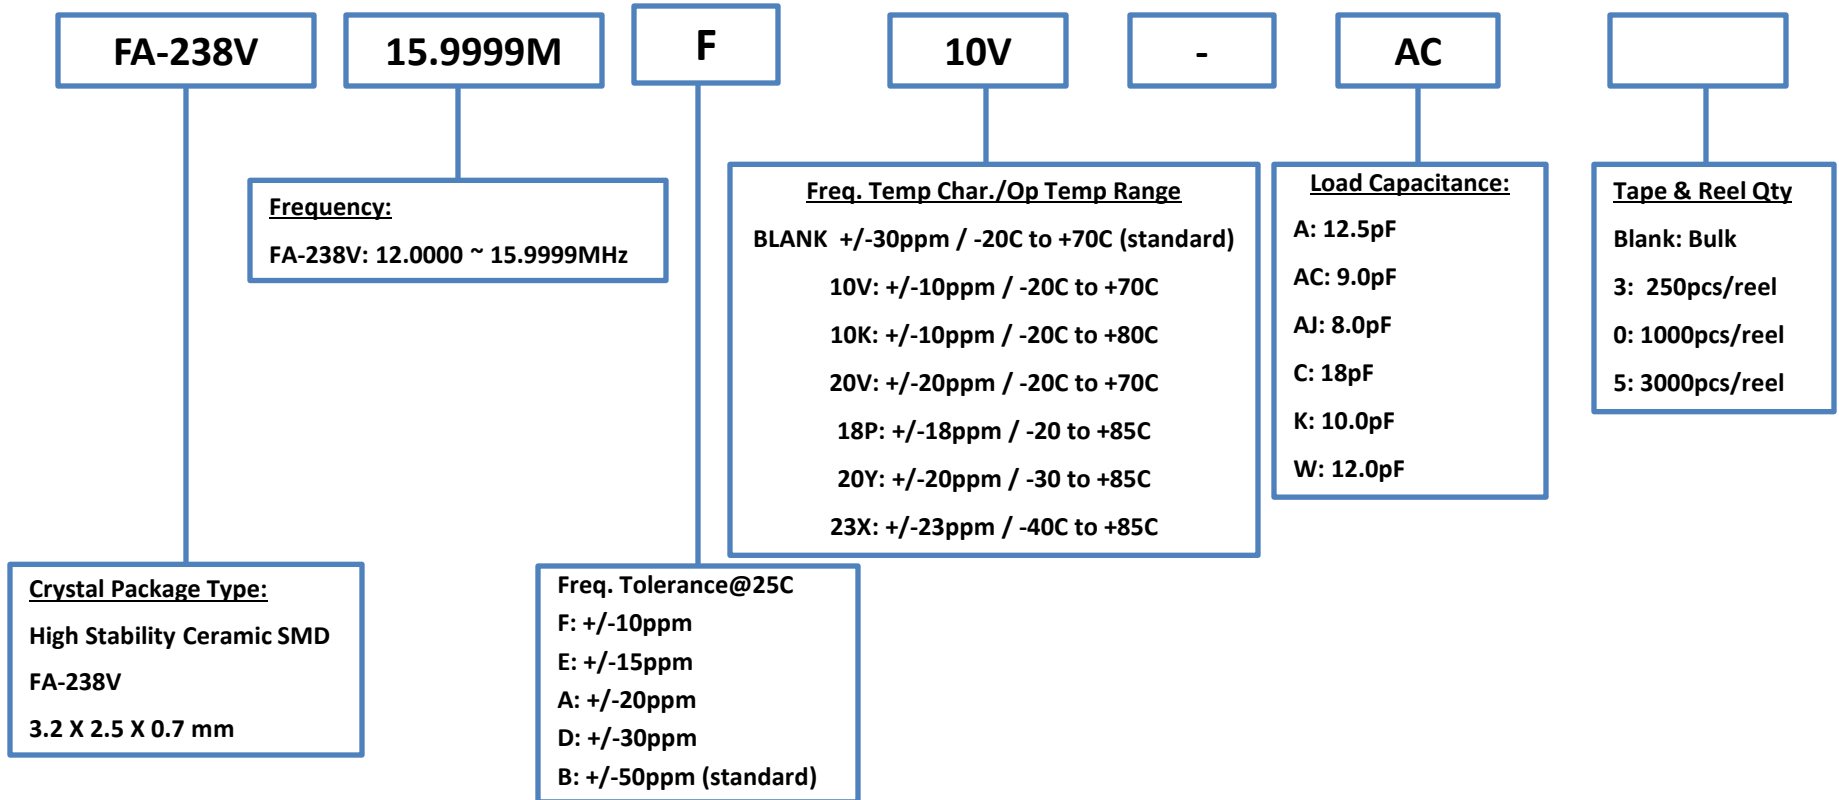 FA-238V
15.9999M
F
10V
-
AC
Frequency:
FA-238V: 12.0000 ~ 15.9999MHz
Freq. Temp Char./Op Temp Range
BLANK +/-30ppm / -20C to +70C (standard)
10V: +/-10ppm / -20C to +70C
10K: +/-10ppm / -20C to +80C
20V: +/-20ppm / -20C to +70C
18P: +/-18ppm / -20 to +85C
20Y: +/-20ppm / -30 to +85C
23X: +/-23ppm / -40C to +85C
Load Capacitance:
A: 12.5pF
AC: 9.0pF
AJ: 8.0pF
C: 18pF
K: 10.0pF
W: 12.0pF
Tape & Reel Qty
Blank: Bulk
3: 250pcs/reel
0: 1000pcs/reel
5: 3000pcs/reel
Crystal Package Type:
High Stability Ceramic SMD
FA-238V
3.2 X 2.5 X 0.7 mm
Freq. Tolerance@25C
F: +/-10ppm
E: +/-15ppm
A: +/-20ppm
D: +/-30ppm
B: +/-50ppm (standard)